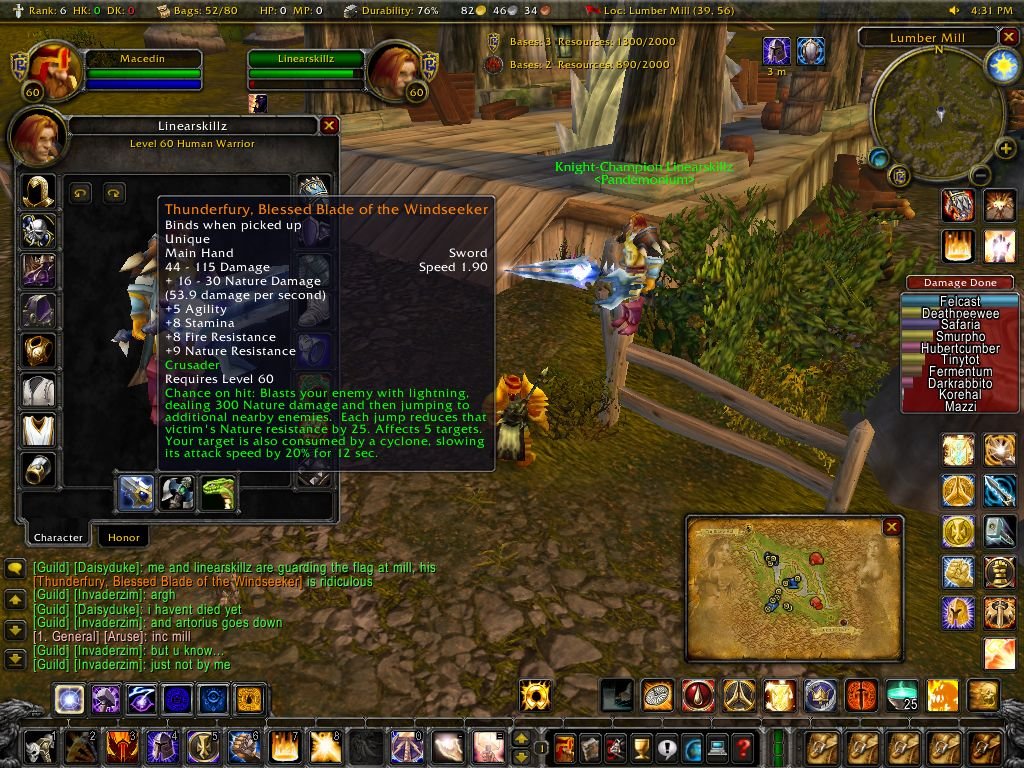 Rank: 6 HK: 0 DK: 0 Bags: 52/80 HP: 0 MP: 0 Durability: 76% 82 46 34 Loc: Lumber Mill (39, 56) 4:31 PM
Macedin
60
Linearskillz
60
Bases: 3 Resources: 1300/2000
Bases: 2 Resources: 890/2000
3 m
Lumber Mill
N
Linearskillz
Level 60 Human Warrior
Knight-Champion Linearskillz
<Pandemonium>
Thunderfury, Blessed Blade of the Windseeker
Binds when picked up
Unique
Main Hand Sword
44 - 115 Damage Speed 1.90
+ 16 - 30 Nature Damage
(53.9 damage per second)
+5 Agility
+8 Stamina
+8 Fire Resistance
+9 Nature Resistance
Crusader
Requires Level 60
Chance on hit: Blasts your enemy with lightning,
dealing 300 Nature damage and then jumping to
additional nearby enemies. Each jump reduces that
victim's Nature resistance by 25. Affects 5 targets.
Your target is also consumed by a cyclone, slowing
its attack speed by 20% for 12 sec.
Character
Honor
Damage Done
Felcast
Deathpeewee
Safaria
Smurpho
Hubertcumber
Tinytot
Fermentum
Darkrabbito
Korehal
Mazzi
[Guild] [Daisyduke]: me and linearskillz are guarding the flag at mill, his
[Thunderfury, Blessed Blade of the Windseeker] is ridiculous
[Guild] [Invaderzim]: argh
[Guild] [Daisyduke]: i havent died yet
[Guild] [Invaderzim]: and artorius goes down
[1. General] [Aruse]: inc mill
[Guild] [Invaderzim]: but u know...
[Guild] [Invaderzim]: just not by me
25
2 3 4 5 6 7 8 0 - = 1